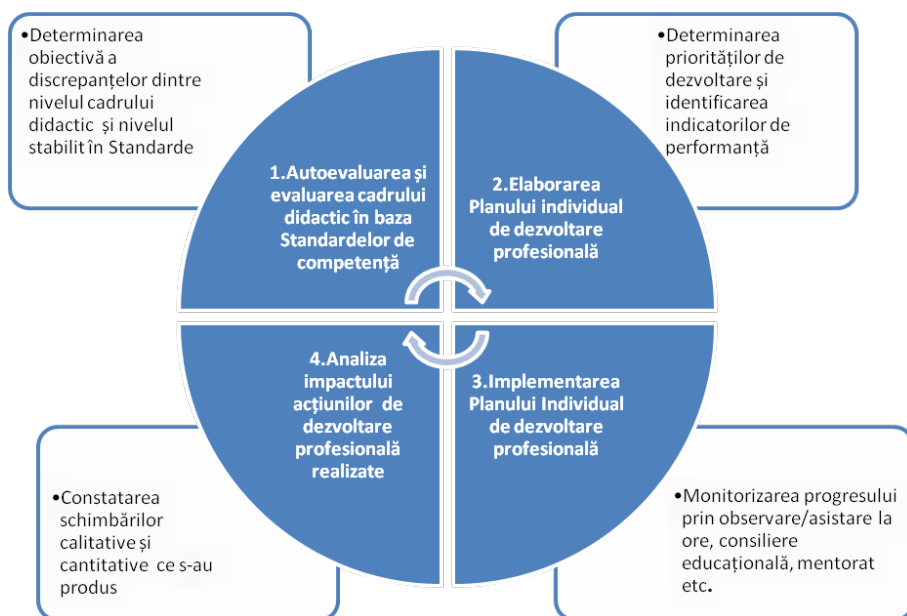 •Determinarea
obiectivă a
discrepanțelor dintre
nivelul cadrului
didactic și nivelul
stabilit în Standarde
•Determinarea
priorităților de
dezvoltare și
identificarea
indicatorilor de
performanță
1.Autoevaluarea și
evaluarea cadrului
didactic în baza
Standardelor de
competență
2.Elaborarea
Planului individual
de dezvoltare
profesională
4.Analiza
impactului
acțiunilor de
dezvoltare
profesională
realizate
3.Implementarea
Planului Individual
de dezvoltare
profesională
•Constatarea
schimbărilor
calitative și
cantitative ce s-au
produs
•Monitorizarea progresului
prin observare/asistare la
ore, consiliere
educațională, mentorat
etc.